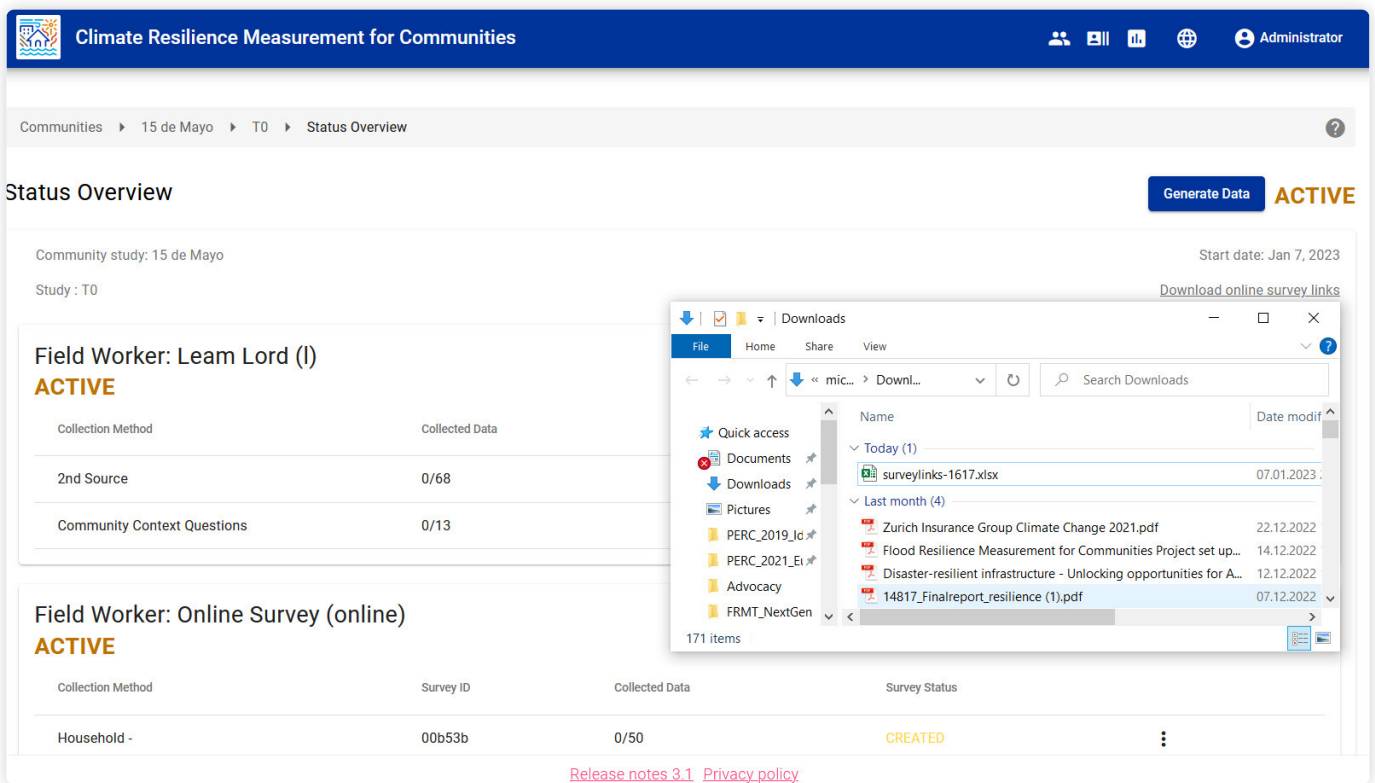 Climate Resilience Measurement for Communities
Administrator
Communities 15 de Mayo T0 Status Overview
Status Overview
Generate Data ACTIVE
Community study: 15 de Mayo
Start date: Jan 7, 2023
Study : T0
Download online survey links
Field Worker: Leam Lord (l)
ACTIVE
Collection Method Collected Data
2nd Source 0/68
Community Context Questions 0/13
Downloads
File Home Share View
« mic... > Downl...
Search Downloads
Quick access
Documents
Downloads
Pictures
PERC_2019_Id
PERC_2021_Eu
Advocacy
FRMT_NextGen
Name Date modif
Today (1)
surveylinks-1617.xlsx 07.01.2023
Last month (4)
Zurich Insurance Group Climate Change 2021.pdf 22.12.2022
Flood Resilience Measurement for Communities Project set up... 14.12.2022
Disaster-resilient infrastructure - Unlocking opportunities for A... 12.12.2022
14817_Finalreport_resilience (1).pdf 07.12.2022
171 items
Field Worker: Online Survey (online)
ACTIVE
Collection Method Survey ID Collected Data Survey Status
Household - 00b53b 0/50 CREATED
Release notes 3.1 Privacy policy